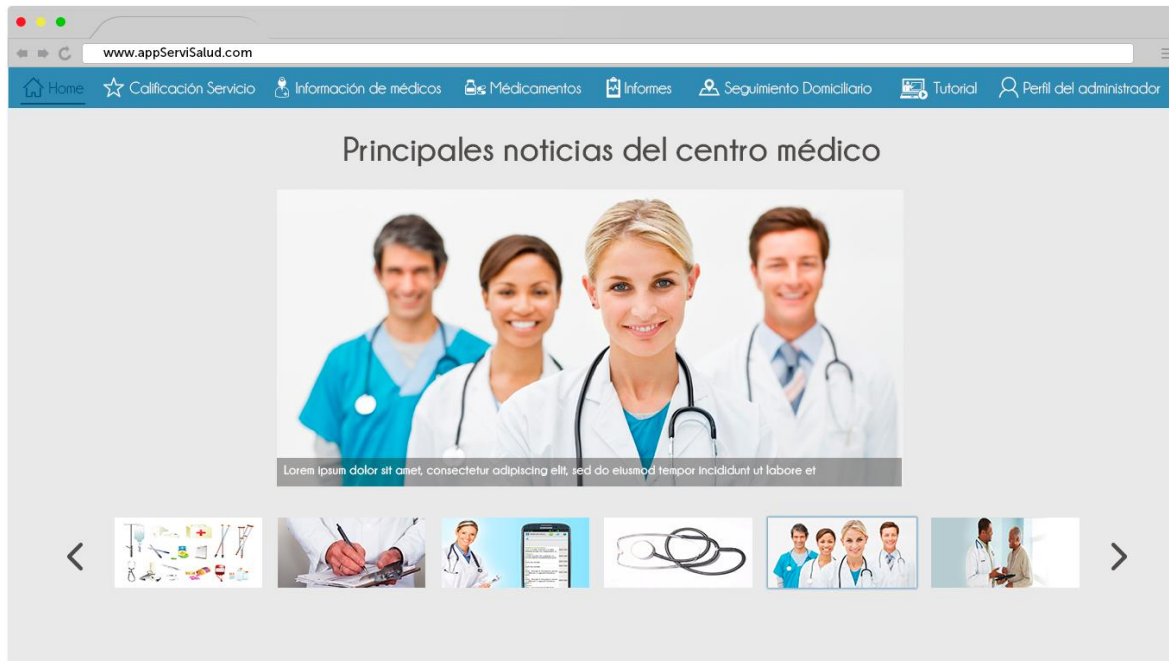 www.appServiSalud.com
Home Calificación Servicio Información de médicos Médicamentos Informes Seguimiento Domiciliario Tutorial Perfil del administrador
Principales noticias del centro médico
Lorem ipsum dolor sit amet, consectetur adipiscing elit, sed do eiusmod tempor incididunt ut labore et